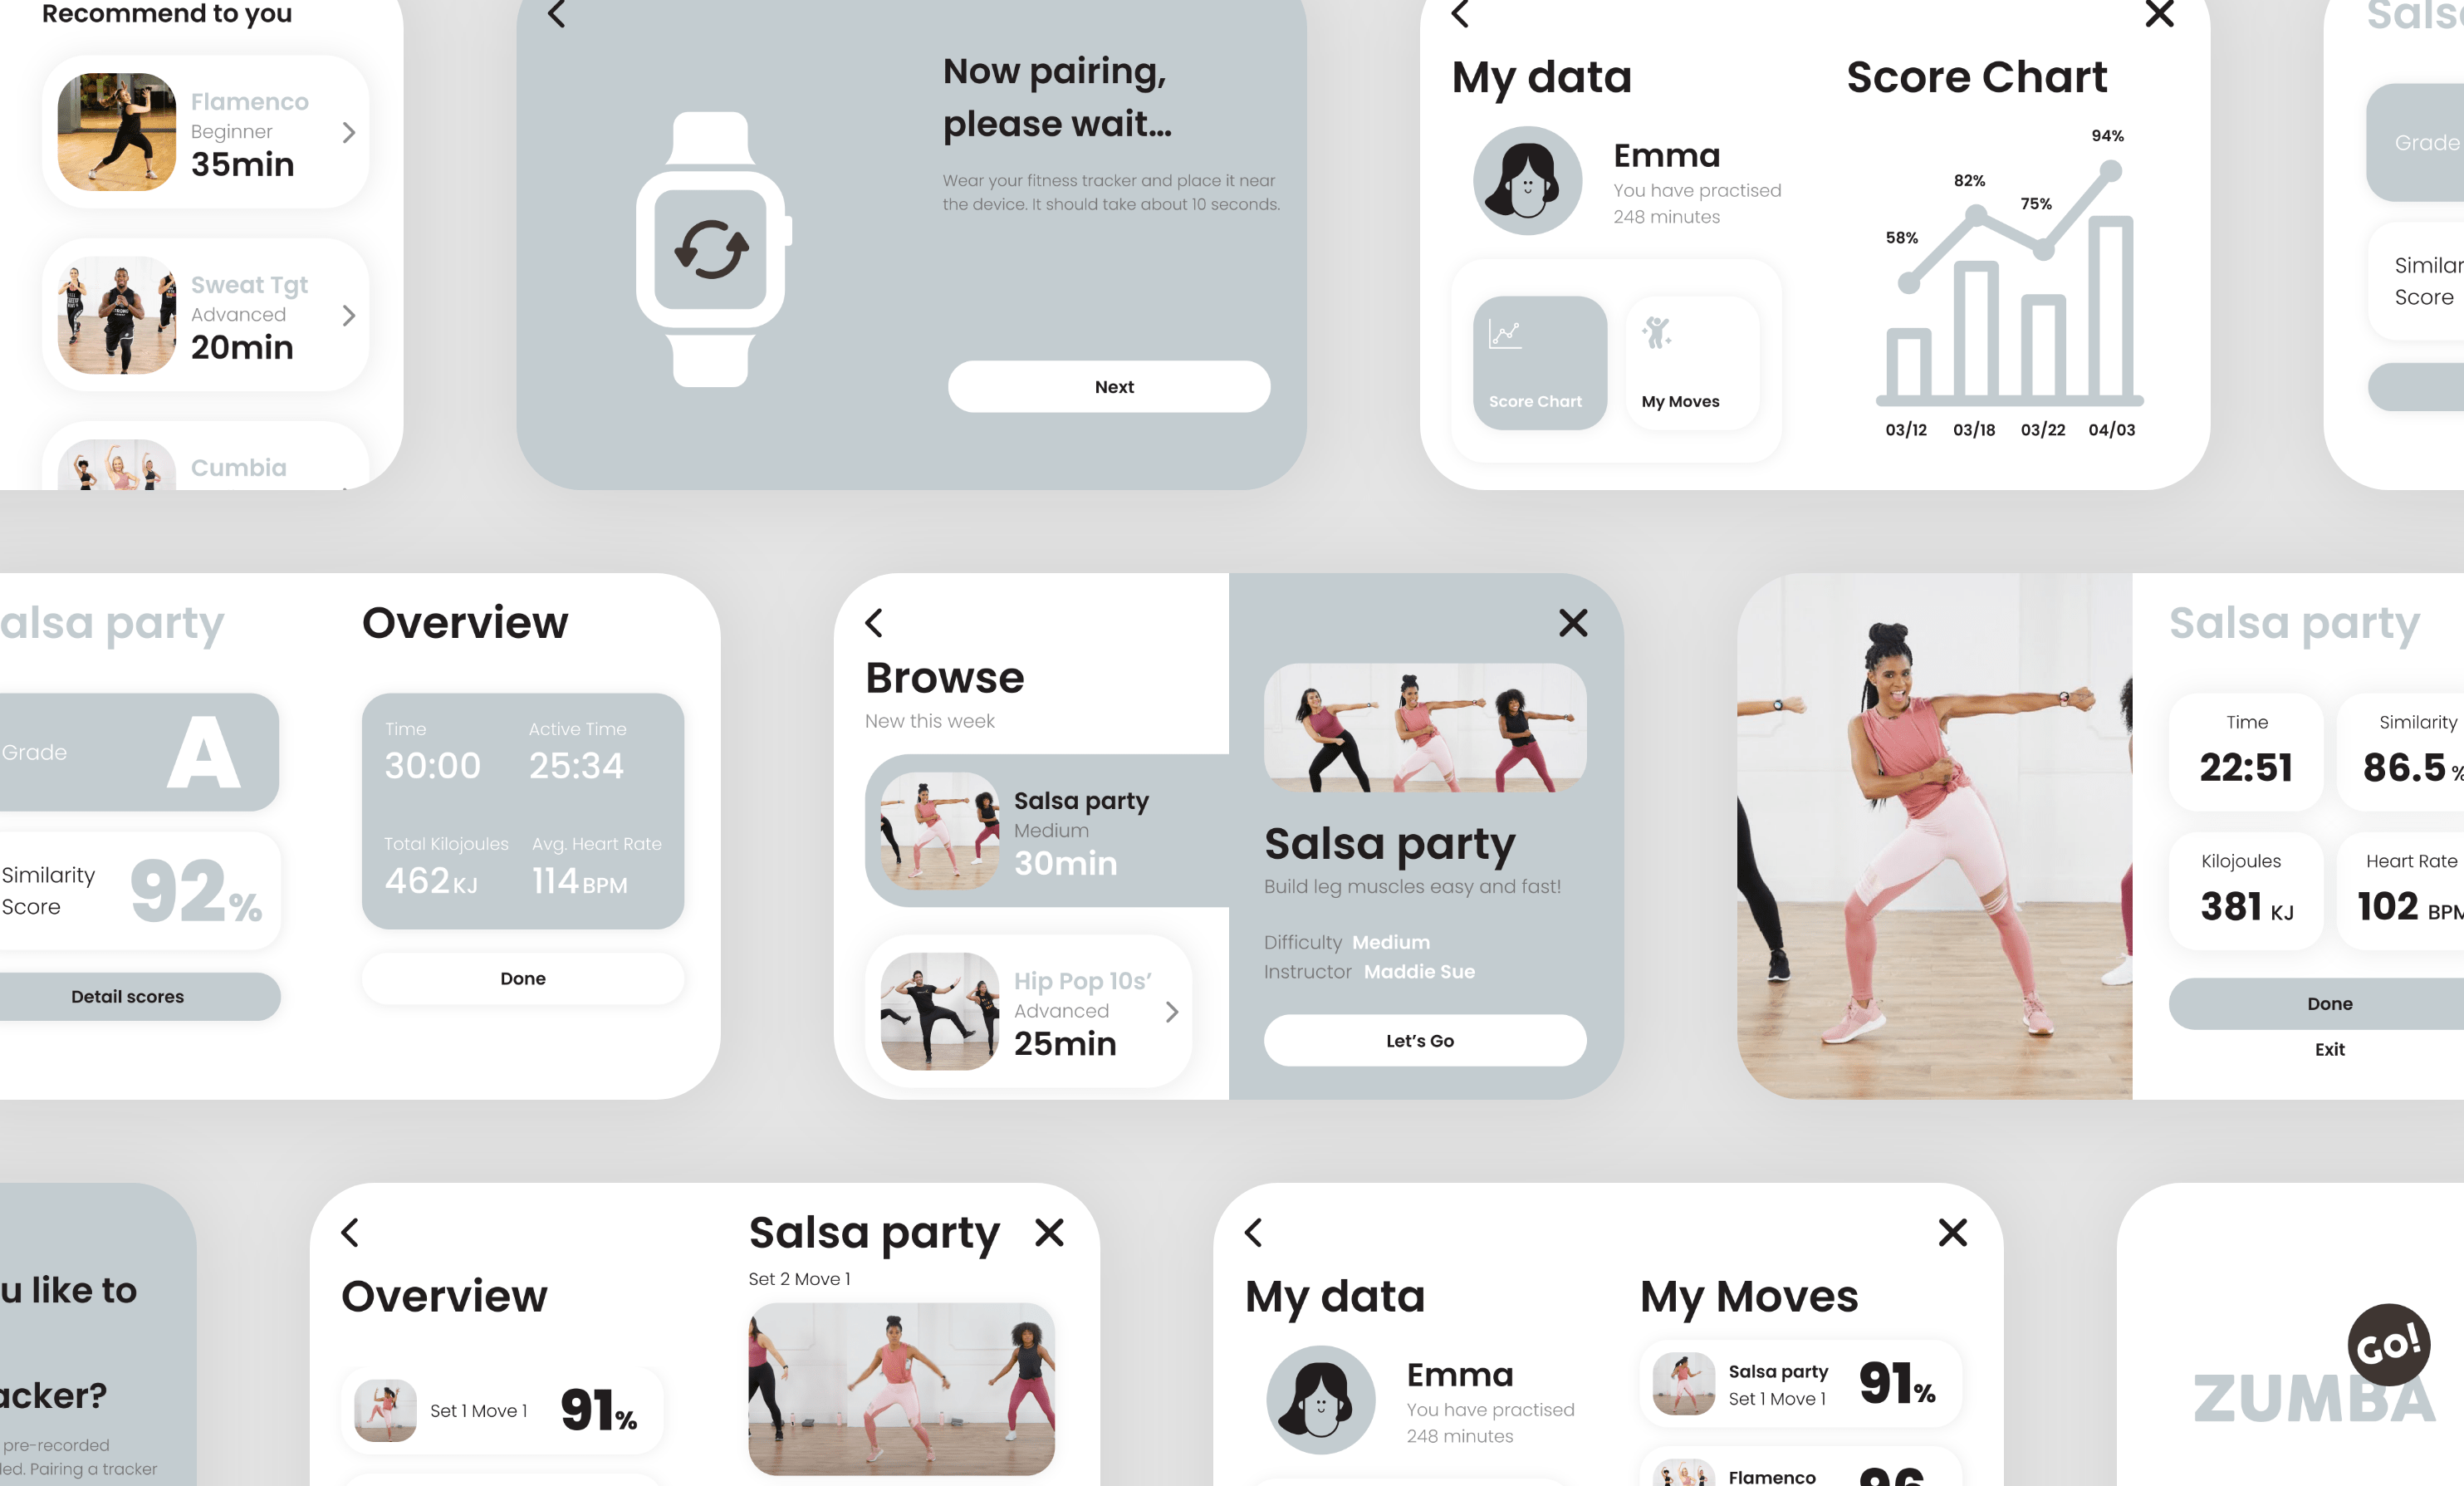 Recommend to you
Flamenco
Beginner
35min
Sweat Tgt
Advanced
20min
Cumbia
Now pairing,
please wait...
Wear your fitness tracker and place it near
the device. It should take about 10 seconds.
Next
My data
Emma
You have practised
248 minutes
Score Chart
My Moves
Score Chart
58%
82%
75%
94%
03/12
03/18
03/22
04/03
Sals
Grade
Similar
Score
alsa party
Grade
A
Similarity
Score
92%
Detail scores
Overview
Time
30:00
Active Time
25:34
Total Kilojoules
462KJ
Avg. Heart Rate
114BPM
Done
Browse
New this week
Salsa party
Medium
30min
Hip Pop 10s’
Advanced
25min
Salsa party
Build leg muscles easy and fast!
Difficulty Medium
Instructor Maddie Sue
Let’s Go
Salsa party
Time
22:51
Similarity
86.5 %
Kilojoules
381 KJ
Heart Rate
102 BPM
Done
Exit
u like to
acker?
pre-recorded
led. Pairing a tracker
Overview
Set 1 Move 1
91%
Salsa party
Set 2 Move 1
My data
Emma
You have practised
248 minutes
My Moves
Salsa party
Set 1 Move 1
91%
Flamenco
96
GO!
ZUMBA